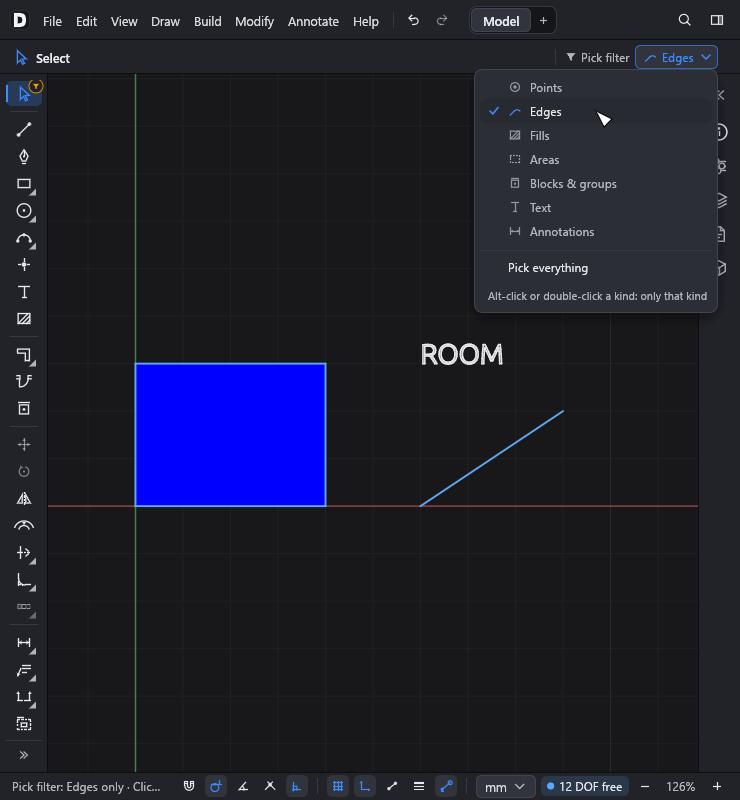 D File Edit View Draw Build Modify Annotate Help Model +
Select Pick filter Edges
Points
Edges
Fills
Areas
Blocks & groups
Text
Annotations
Pick everything
Alt-click or double-click a kind: only that kind
ROOM
Pick filter: Edges only · Clic... mm 12 DOF free − 126% +